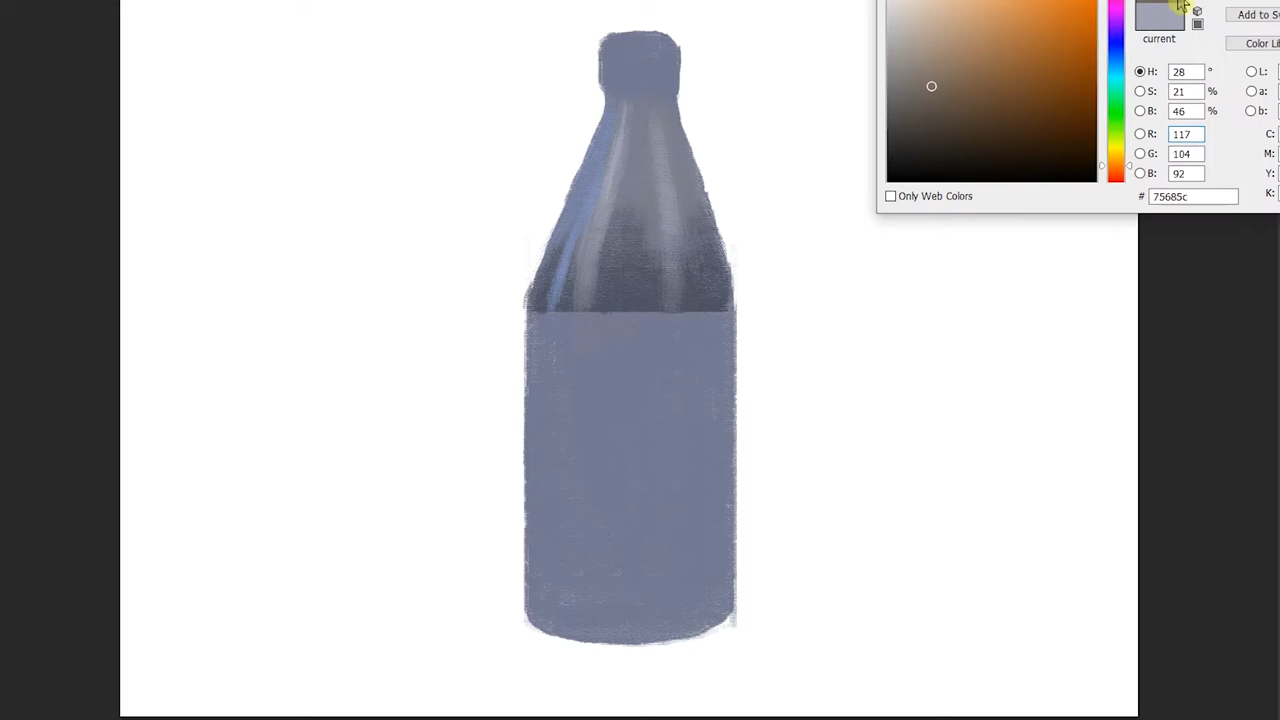 Add to S
current
Color Li
H: 28 ° L:
S: 21 % a:
B: 46 % b:
R: 117 C:
G: 104 M:
B: 92 Y:
Only Web Colors # 75685c K: